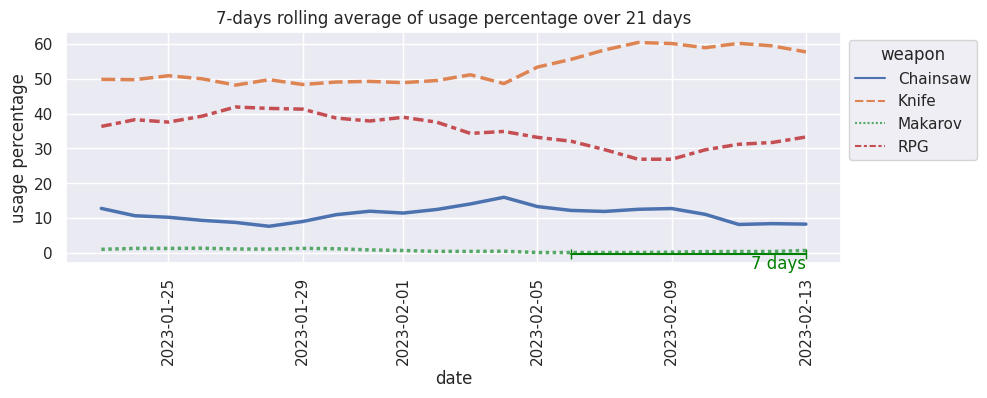 7-days rolling average of usage percentage over 21 days
usage percentage
60
50
40
30
20
10
0
weapon
Chainsaw
Knife
Makarov
RPG
7 days
2023-01-25
2023-01-29
2023-02-01
2023-02-05
2023-02-09
2023-02-13
date